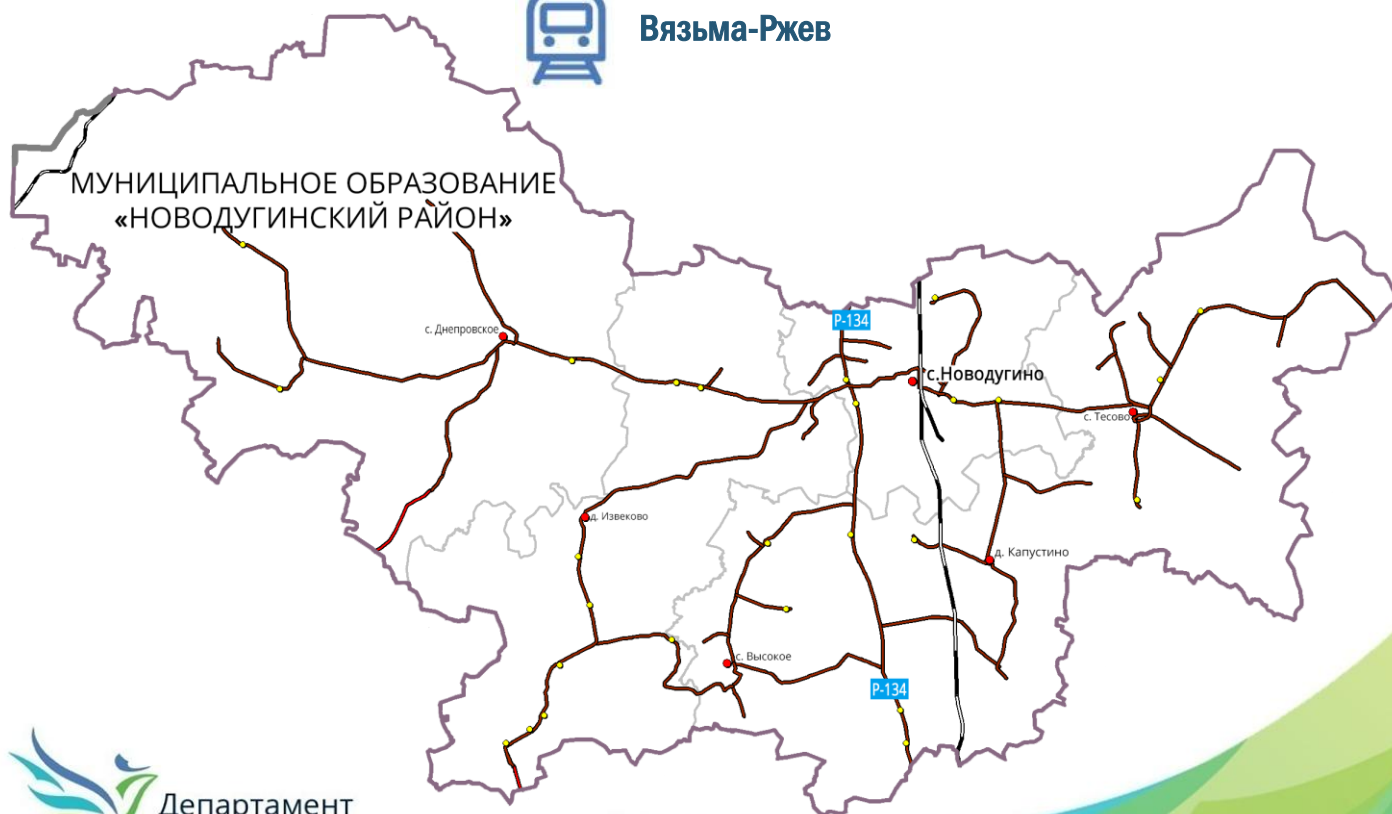 Вязьма-Ржев
МУНИЦИПАЛЬНОЕ ОБРАЗОВАНИЕ
«НОВОДУГИНСКИЙ РАЙОН»
Р-134
с. Днепровское
с.Новодугино
с. Тесово
д. Извеково
д. Капустино
с. Высокое
Р-134
Департамент